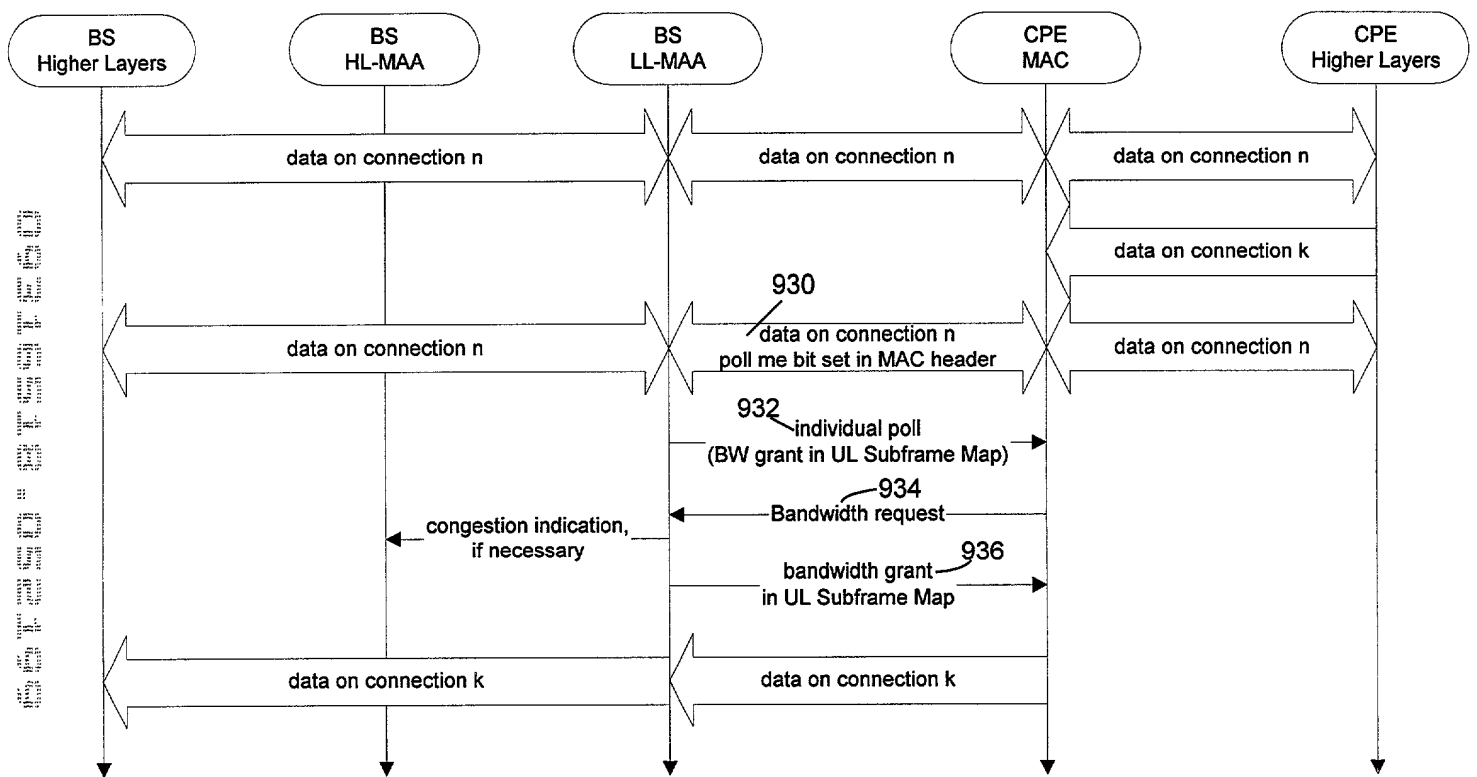 BS
Higher Layers
BS
HL-MAA
BS
LL-MAA
CPE
MAC
CPE
Higher Layers
data on connection n
data on connection n
data on connection n
data on connection k
930
data on connection n
data on connection n
poll me bit set in MAC header
data on connection n
932
individual poll
(BW grant in UL Subframe Map)
934
Bandwidth request
congestion indication,
if necessary
936
bandwidth grant
in UL Subframe Map
data on connection k
data on connection k